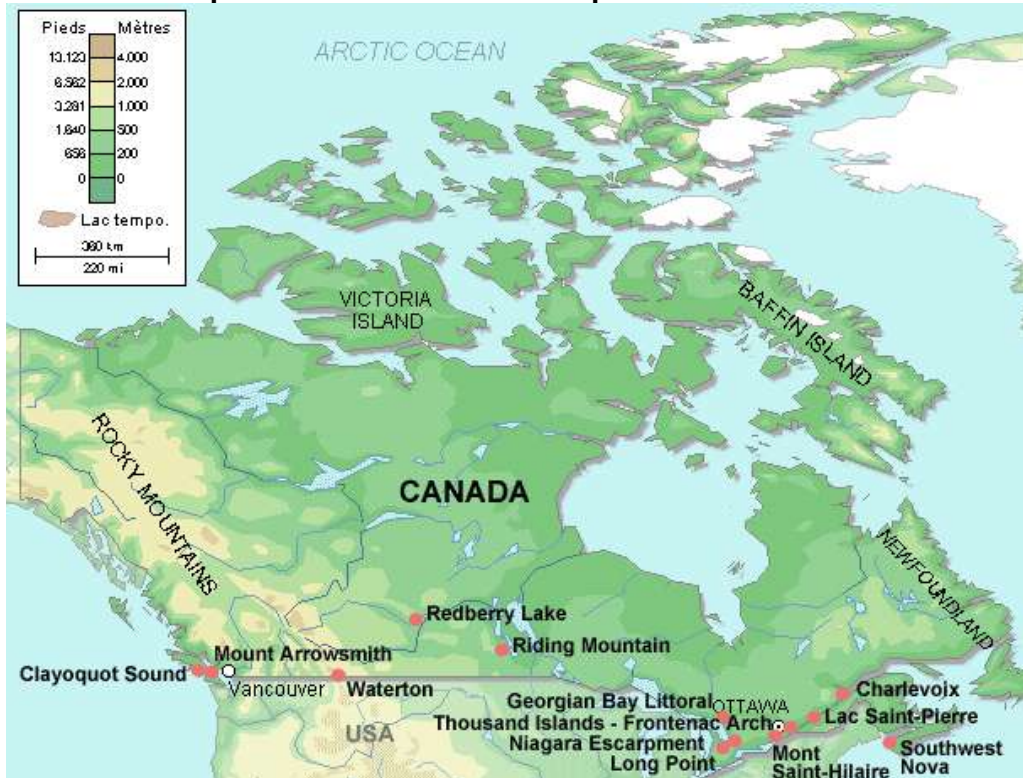 Pieds Mètres
13.123 4.000
6.562 2.000
3.281 1.000
1.640 500
656 200
0 0
Lac tempo.
360 km
220 mi
ARCTIC OCEAN
VICTORIA
ISLAND
BAFFIN ISLAND
ROCKY MOUNTAINS
CANADA
NEWFOUNDLAND
Redberry Lake
Riding Mountain
Mount Arrowsmith
Clayoquot Sound
Vancouver
Waterton
USA
Georgian Bay Littoral
OTTAWA
Charlevoix
Thousand Islands - Frontenac Arch
Lac Saint-Pierre
Niagara Escarpment
Long Point
Mont
Saint-Hilaire
Southwest
Nova